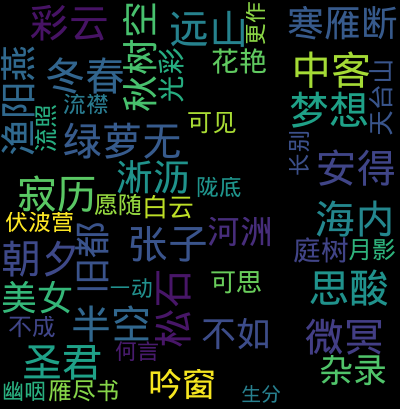 彩云
秋树空
远山
更作
寒雁断
渔阳燕
冬春
光彩
花艳
中客
天台山
流襟
梦想
流照
可见
绿萝无
长别
安得
淅沥
陇底
寂历
愿随
白云
伏波营
海内
河洲
旧都
张子
庭树
月影
朝夕
一动
松石
可思
思酸
美女
半空
不成
不如
微冥
何言
圣君
杂录
吟窗
幽咽
雁尽书
生分